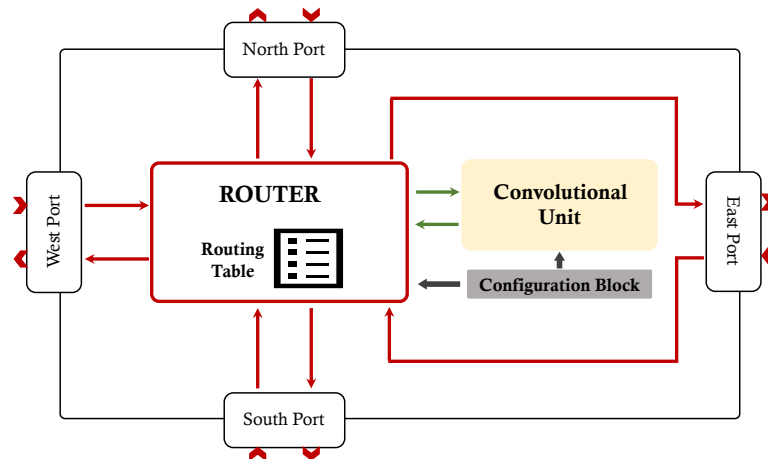 North Port
ROUTER
Routing
Table
Convolutional
Unit
Configuration Block
West Port
East Port
South Port